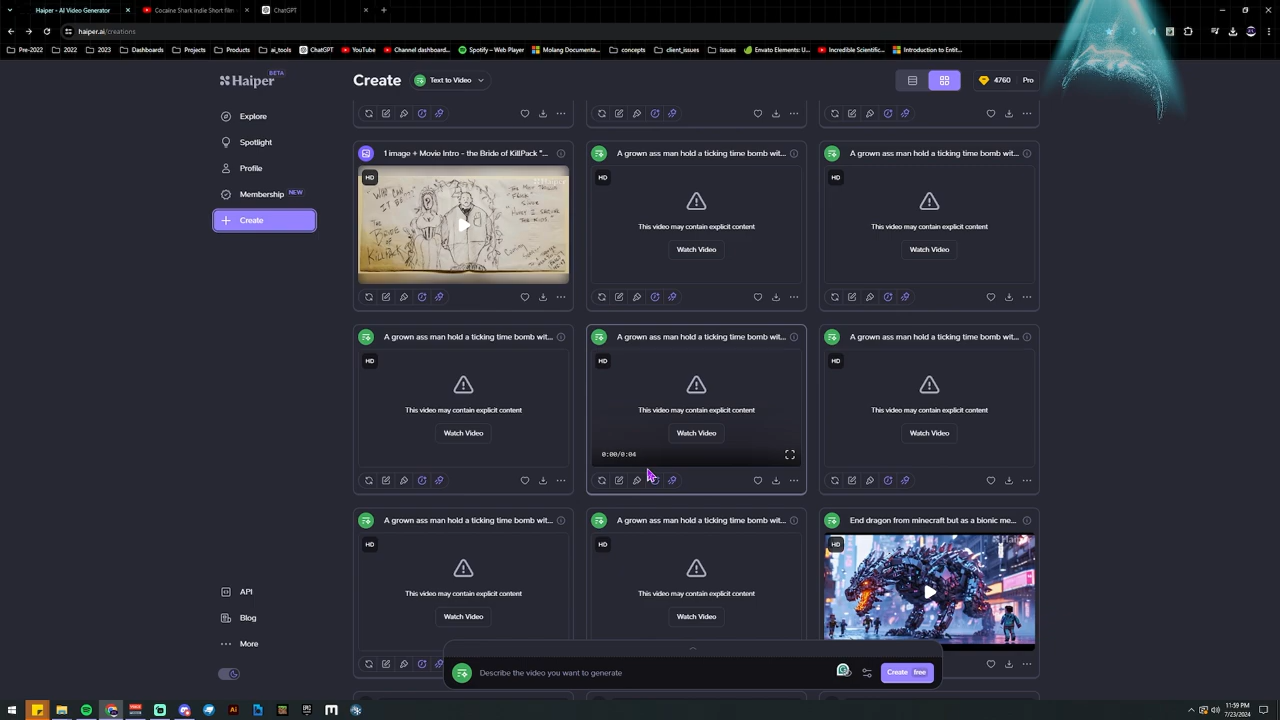 Haiper - AI Video Generator
Cocaine Shark indie Short film
ChatGPT
haiper.ai/creations
Pre-2022
2022
2023
Dashboards
Projects
Products
ai_tools
ChatGPT
YouTube
Channel dashboard...
Spotify – Web Player
Molang Documenta...
concepts
client_issues
issues
Envato Elements: U...
Incredible Scientific...
Introduction to Entit...
Haiper
BETA
Create
Text to Video
4760
Pro
Explore
Spotlight
Profile
Membership NEW
Create
1 image + Movie Intro - the Bride of KillPack "...
A grown ass man hold a ticking time bomb wit...
A grown ass man hold a ticking time bomb wit...
HD
HD
HD
Haiper
THE
BRIDE
OF
KILLPACK
This video may contain explicit content
This video may contain explicit content
Watch Video
Watch Video
A grown ass man hold a ticking time bomb wit...
A grown ass man hold a ticking time bomb wit...
A grown ass man hold a ticking time bomb wit...
HD
HD
HD
This video may contain explicit content
This video may contain explicit content
This video may contain explicit content
Watch Video
Watch Video
Watch Video
0:00/0:04
A grown ass man hold a ticking time bomb wit...
A grown ass man hold a ticking time bomb wit...
End dragon from minecraft but as a bionic me...
HD
HD
HD
Haiper
This video may contain explicit content
This video may contain explicit content
Watch Video
Watch Video
API
Blog
More
Describe the video you want to generate
Create free
11:59 PM
7/23/2024